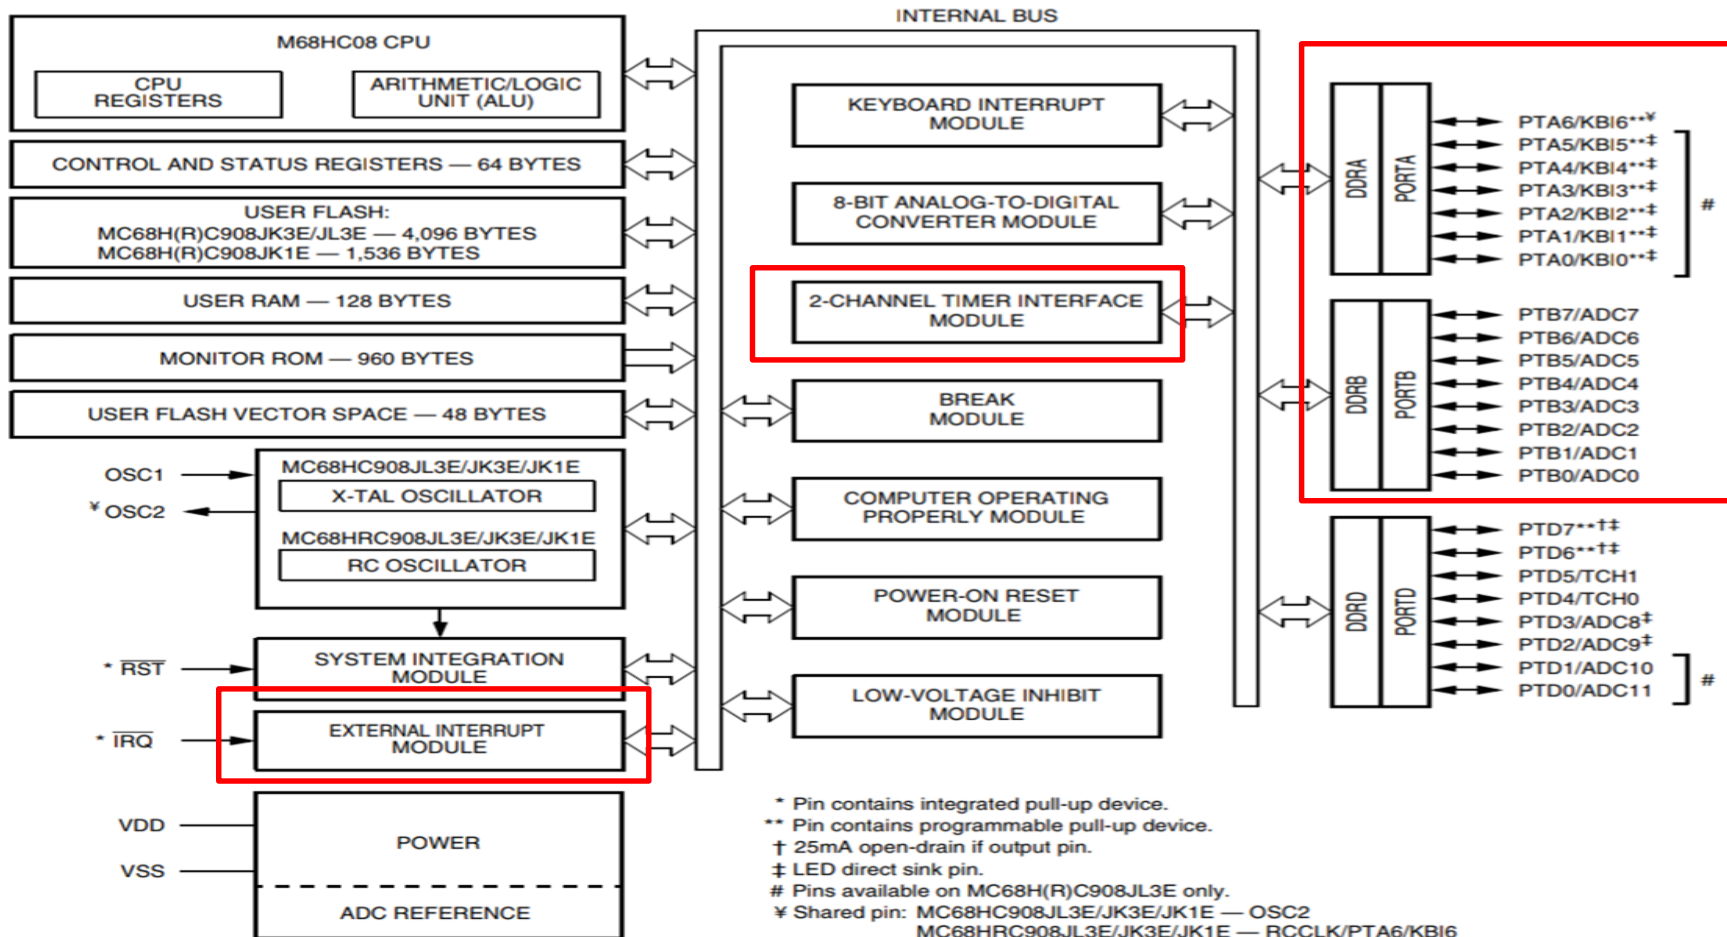 INTERNAL BUS
M68HC08 CPU
CPU
REGISTERS
ARITHMETIC/LOGIC
UNIT (ALU)
CONTROL AND STATUS REGISTERS — 64 BYTES
USER FLASH:
MC68H(R)C908JK3E/JL3E — 4,096 BYTES
MC68H(R)C908JK1E — 1,536 BYTES
USER RAM — 128 BYTES
MONITOR ROM — 960 BYTES
USER FLASH VECTOR SPACE — 48 BYTES
OSC1
¥ OSC2
MC68HC908JL3E/JK3E/JK1E
X-TAL OSCILLATOR
MC68HRC908JL3E/JK3E/JK1E
RC OSCILLATOR
* RST
SYSTEM INTEGRATION
MODULE
* IRQ
EXTERNAL INTERRUPT
MODULE
VDD
VSS
POWER
ADC REFERENCE
KEYBOARD INTERRUPT
MODULE
8-BIT ANALOG-TO-DIGITAL
CONVERTER MODULE
2-CHANNEL TIMER INTERFACE
MODULE
BREAK
MODULE
COMPUTER OPERATING
PROPERLY MODULE
POWER-ON RESET
MODULE
LOW-VOLTAGE INHIBIT
MODULE
DDRA
PORTA
PTA6/KBI6**¥
PTA5/KBI5**‡
PTA4/KBI4**‡
PTA3/KBI3**‡
PTA2/KBI2**‡
PTA1/KBI1**‡
PTA0/KBI0**‡
#
DDRB
PORTB
PTB7/ADC7
PTB6/ADC6
PTB5/ADC5
PTB4/ADC4
PTB3/ADC3
PTB2/ADC2
PTB1/ADC1
PTB0/ADC0
DDRD
PORTD
PTD7**†‡
PTD6**†‡
PTD5/TCH1
PTD4/TCH0
PTD3/ADC8‡
PTD2/ADC9‡
PTD1/ADC10
PTD0/ADC11
#
* Pin contains integrated pull-up device.
** Pin contains programmable pull-up device.
† 25mA open-drain if output pin.
‡ LED direct sink pin.
# Pins available on MC68H(R)C908JL3E only.
¥ Shared pin: MC68HC908JL3E/JK3E/JK1E — OSC2
MC68HRC908JL3E/JK3E/JK1E — RCCLK/PTA6/KBI6